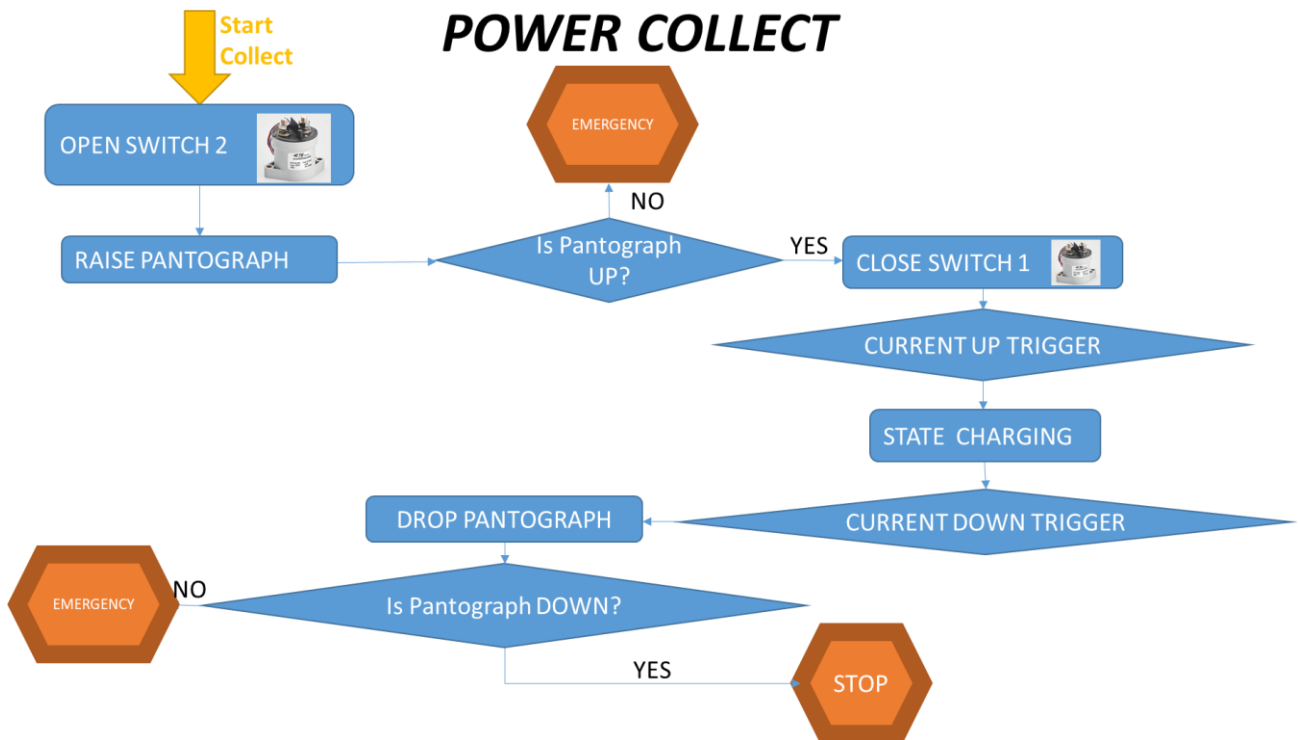 POWER COLLECT
Start
Collect
EMERGENCY
OPEN SWITCH 2
NO
RAISE PANTOGRAPH
Is Pantograph
UP?
YES
CLOSE SWITCH 1
CURRENT UP TRIGGER
STATE CHARGING
CURRENT DOWN TRIGGER
DROP PANTOGRAPH
EMERGENCY
NO
Is Pantograph DOWN?
YES
STOP